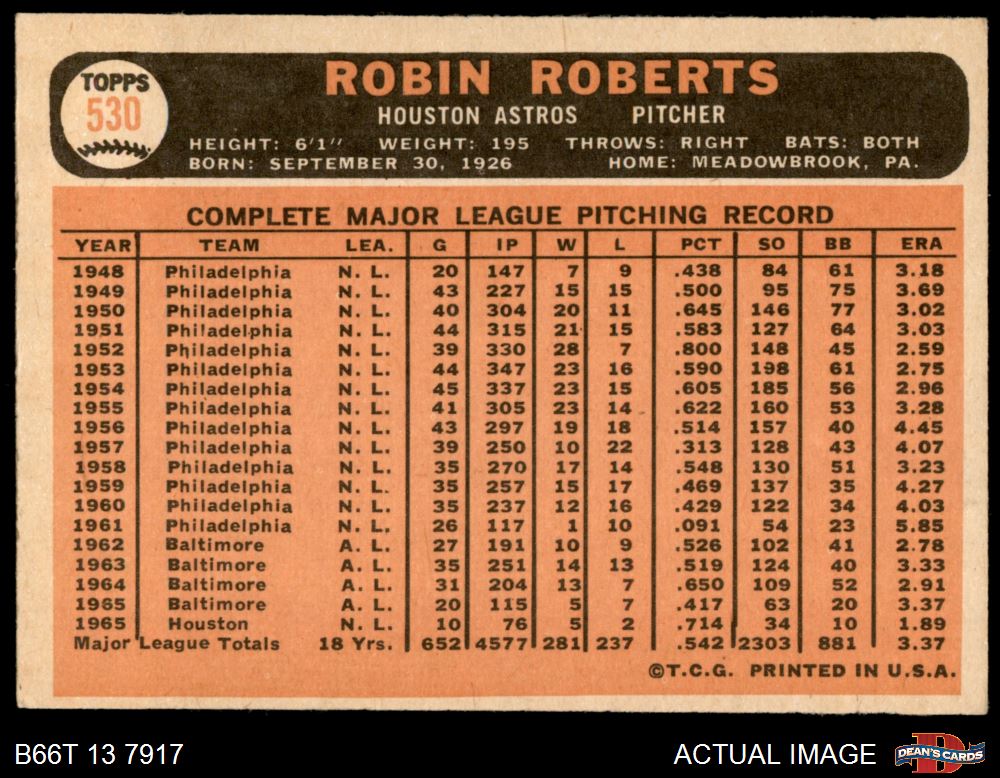 TOPPS
530
ROBIN ROBERTS
HOUSTON ASTROS PITCHER
HEIGHT: 6'1" WEIGHT: 195 THROWS: RIGHT BATS: BOTH
BORN: SEPTEMBER 30, 1926 HOME: MEADOWBROOK, PA.
COMPLETE MAJOR LEAGUE PITCHING RECORD
YEAR TEAM LEA. G IP W L PCT SO BB ERA
1948 Philadelphia N. L. 20 147 7 9 .438 84 61 3.18
1949 Philadelphia N. L. 43 227 15 15 .500 95 75 3.69
1950 Philadelphia N. L. 40 304 20 11 .645 146 77 3.02
1951 Philadelphia N. L. 44 315 21 15 .583 127 64 3.03
1952 Philadelphia N. L. 39 330 28 7 .800 148 45 2.59
1953 Philadelphia N. L. 44 347 23 16 .590 198 61 2.75
1954 Philadelphia N. L. 45 337 23 15 .605 185 56 2.96
1955 Philadelphia N. L. 41 305 23 14 .622 160 53 3.28
1956 Philadelphia N. L. 43 297 19 18 .514 157 40 4.45
1957 Philadelphia N. L. 39 250 10 22 .313 128 43 4.07
1958 Philadelphia N. L. 35 270 17 14 .548 130 51 3.23
1959 Philadelphia N. L. 35 257 15 17 .469 137 35 4.27
1960 Philadelphia N. L. 35 237 12 16 .429 122 34 4.03
1961 Philadelphia N. L. 26 117 1 10 .091 54 23 5.85
1962 Baltimore A. L. 27 191 10 9 .526 102 41 2.78
1963 Baltimore A. L. 35 251 14 13 .519 124 40 3.33
1964 Baltimore A. L. 31 204 13 7 .650 109 52 2.91
1965 Baltimore A. L. 20 115 5 7 .417 63 20 3.37
1965 Houston N. L. 10 76 5 2 .714 34 10 1.89
Major League Totals 18 Yrs. 652 4577 281 237 .542 2303 881 3.37
©T.C.G. PRINTED IN U.S.A.
B66T 13 7917 ACTUAL IMAGE DEAN'S CARDS